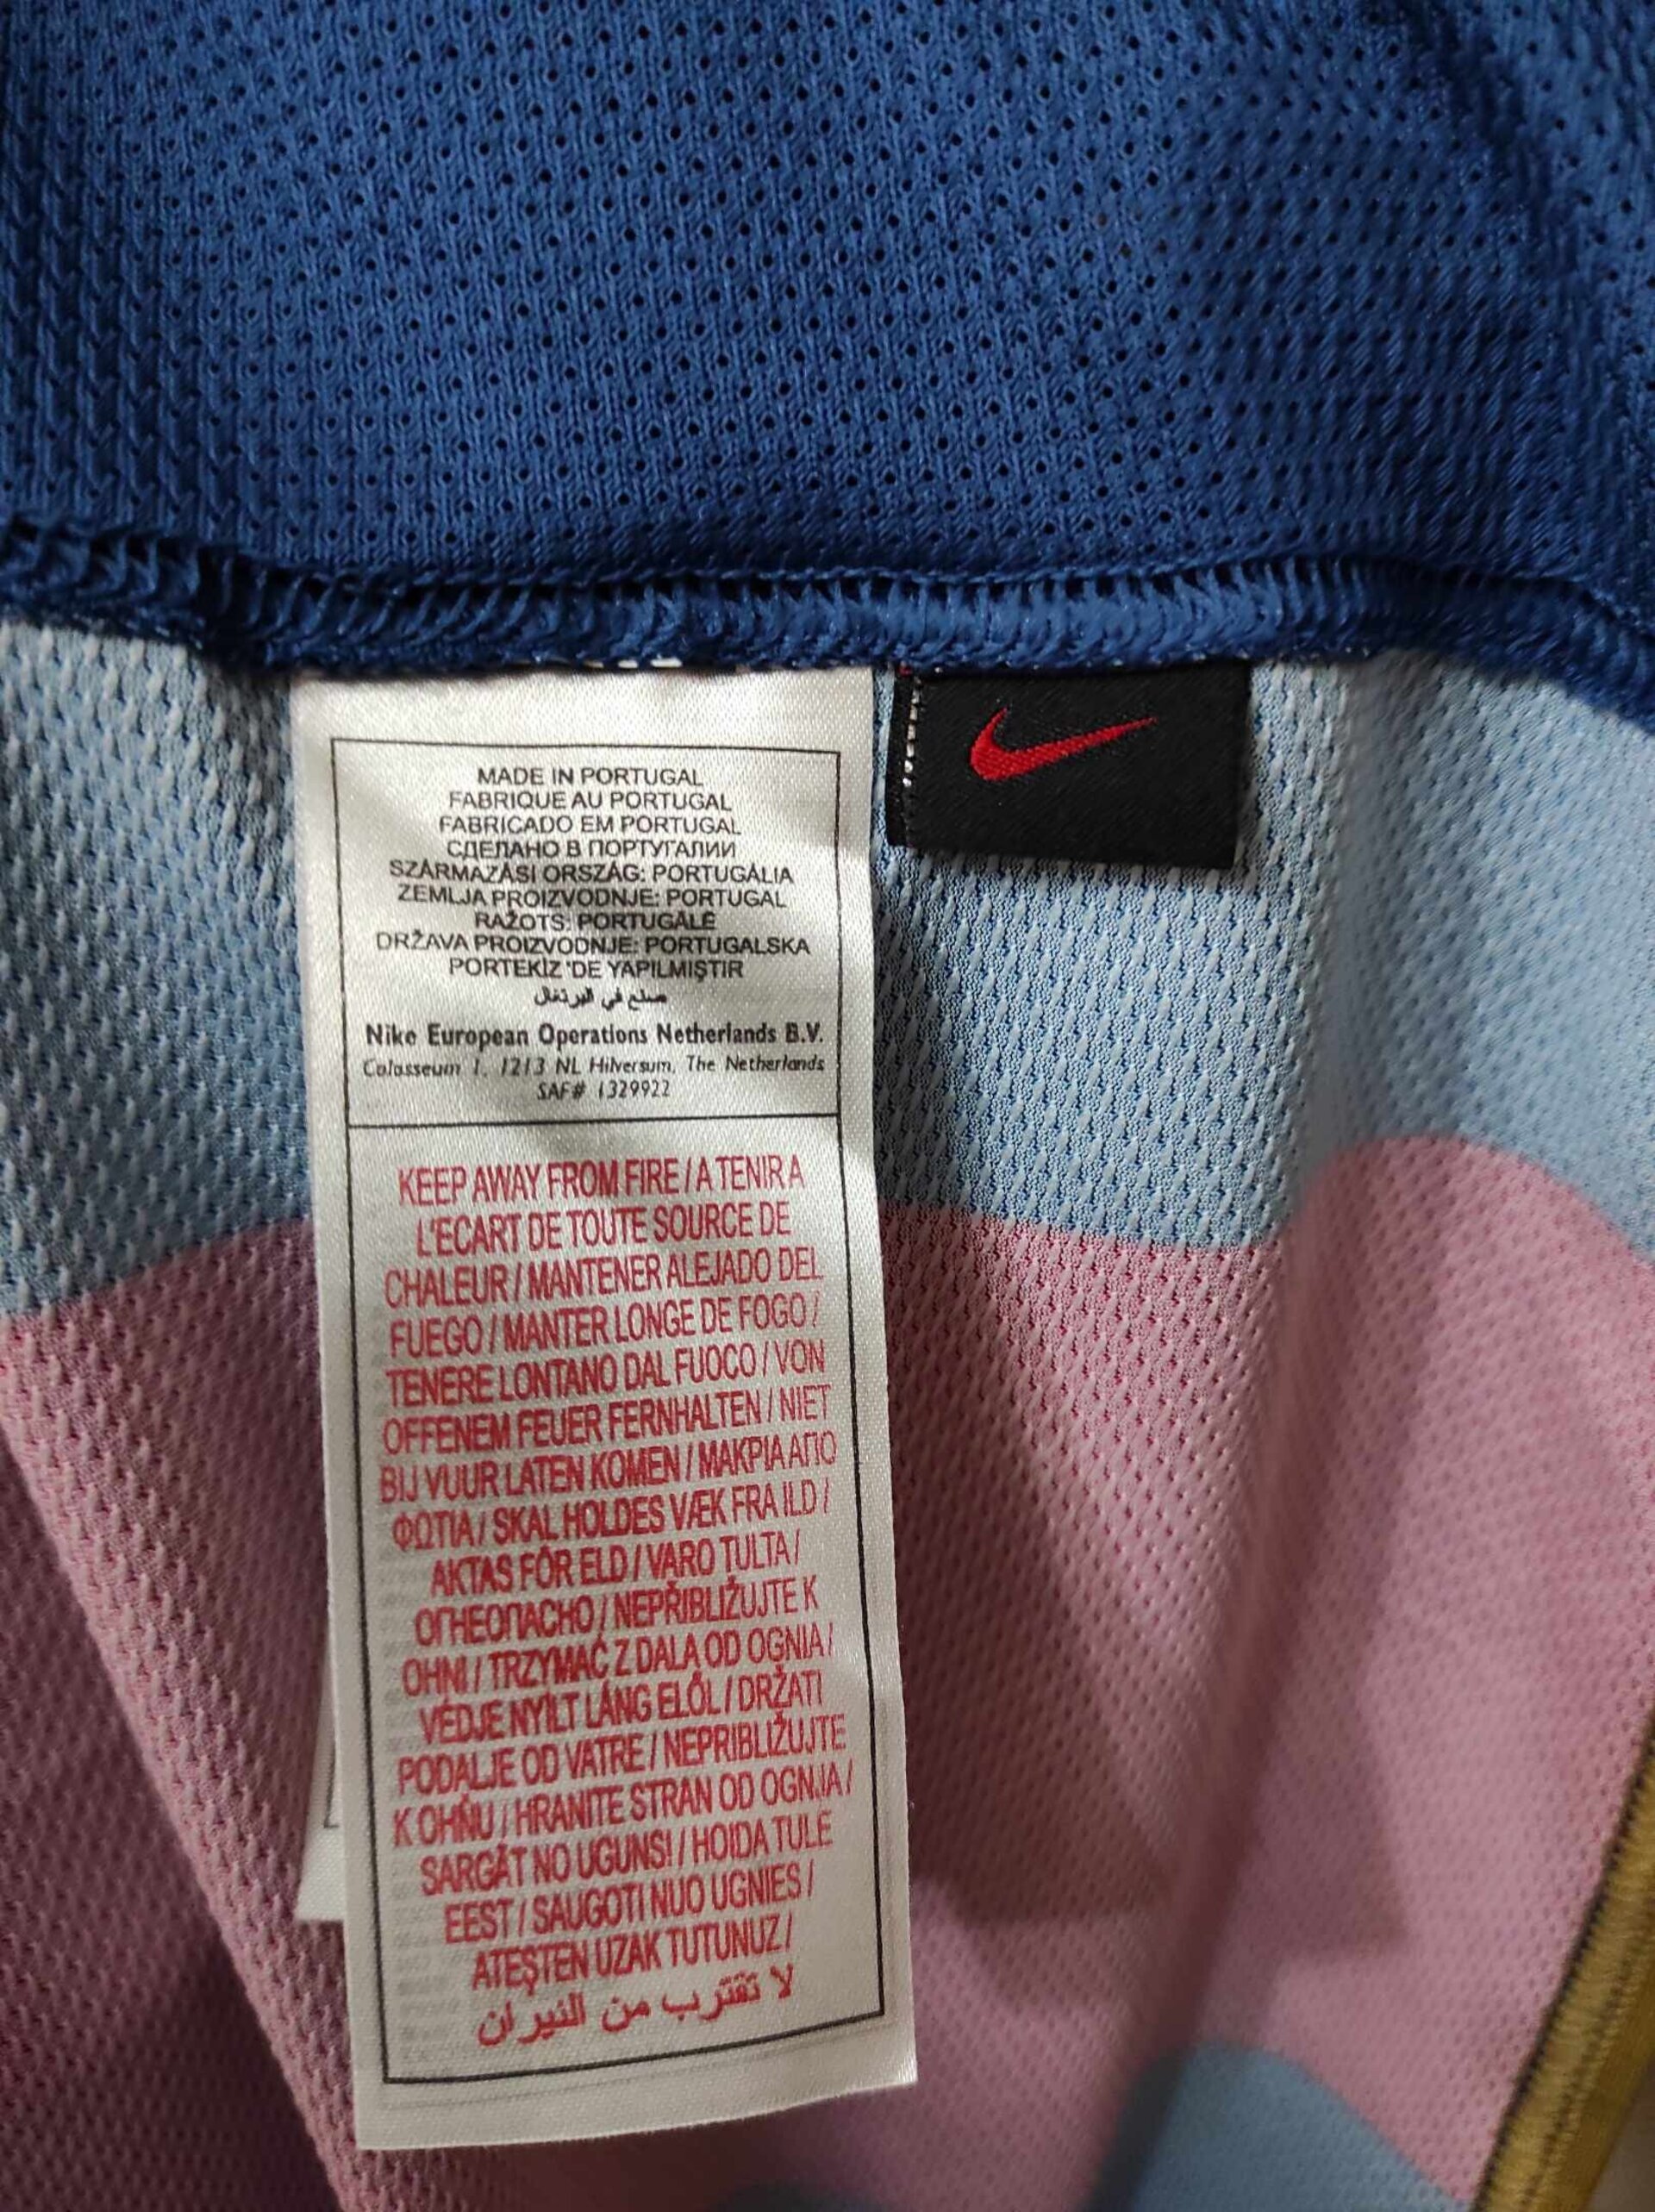 MADE IN PORTUGAL
FABRIQUE AU PORTUGAL
FABRICADO EM PORTUGAL
СДЕЛАНО В ПОРТУГАЛИИ
SZÁRMAZÁSI ORSZÁG: PORTUGÁLIA
ZEMLJA PROIZVODNJE: PORTUGAL
RAŽOTS: PORTUGĀLĒ
DRŽAVA PROIZVODNJE: PORTUGALSKA
PORTEKİZ 'DE YAPILMIŞTIR
صنع في البرتغال
Nike European Operations Netherlands B.V.
Colosseum 1, 1213 NL Hilversum, The Netherlands
SAF# 1329922
KEEP AWAY FROM FIRE / A TENIR A
L'ECART DE TOUTE SOURCE DE
CHALEUR / MANTENER ALEJADO DEL
FUEGO / MANTER LONGE DE FOGO /
TENERE LONTANO DAL FUOCO / VON
OFFENEM FEUER FERNHALTEN / NIET
BIJ VUUR LATEN KOMEN / ΜΑΚΡΙΑ ΑΠΟ
ΦΩΤΙΑ / SKAL HOLDES VÆK FRA ILD /
AKTAS FÖR ELD / VARO TULTA /
ОГНЕОПАСНО / NEPŘIBLIŽUJTE K
OHNI / TRZYMAĆ Z DALA OD OGNIA /
VÉDJE NYÍLT LÁNG ELŐL / DRŽATI
PODALJE OD VATRE / NEPRIBLIŽUJTE
K OHŇU / HRANITE STRAN OD OGNJA /
SARGĀT NO UGUNS! / HOIDA TULE
EEST / SAUGOTI NUO UGNIES /
ATEŞTEN UZAK TUTUNUZ /
لا تقترب من النيران